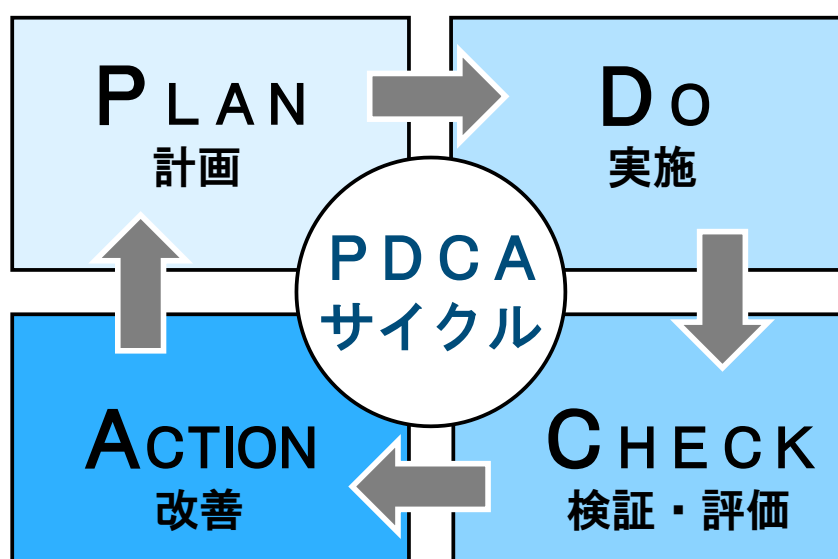 PLAN
計画
DO
実施
PDCA
サイクル
ACTION
改善
CHECK
検証・評価